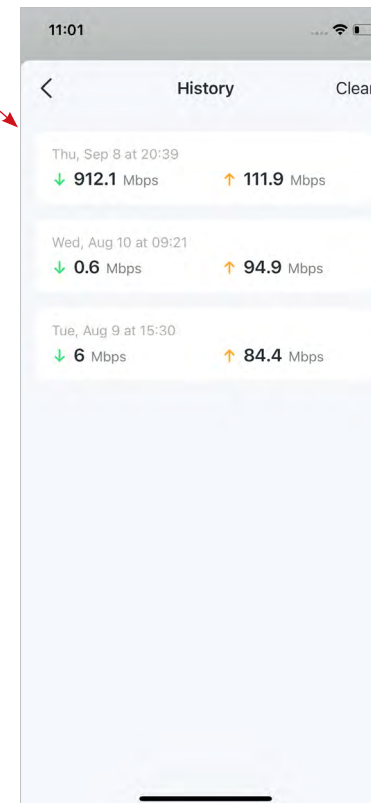 11:01
History
Clear
Thu, Sep 8 at 20:39
↓ 912.1 Mbps ↑ 111.9 Mbps
Wed, Aug 10 at 09:21
↓ 0.6 Mbps ↑ 94.9 Mbps
Tue, Aug 9 at 15:30
↓ 6 Mbps ↑ 84.4 Mbps